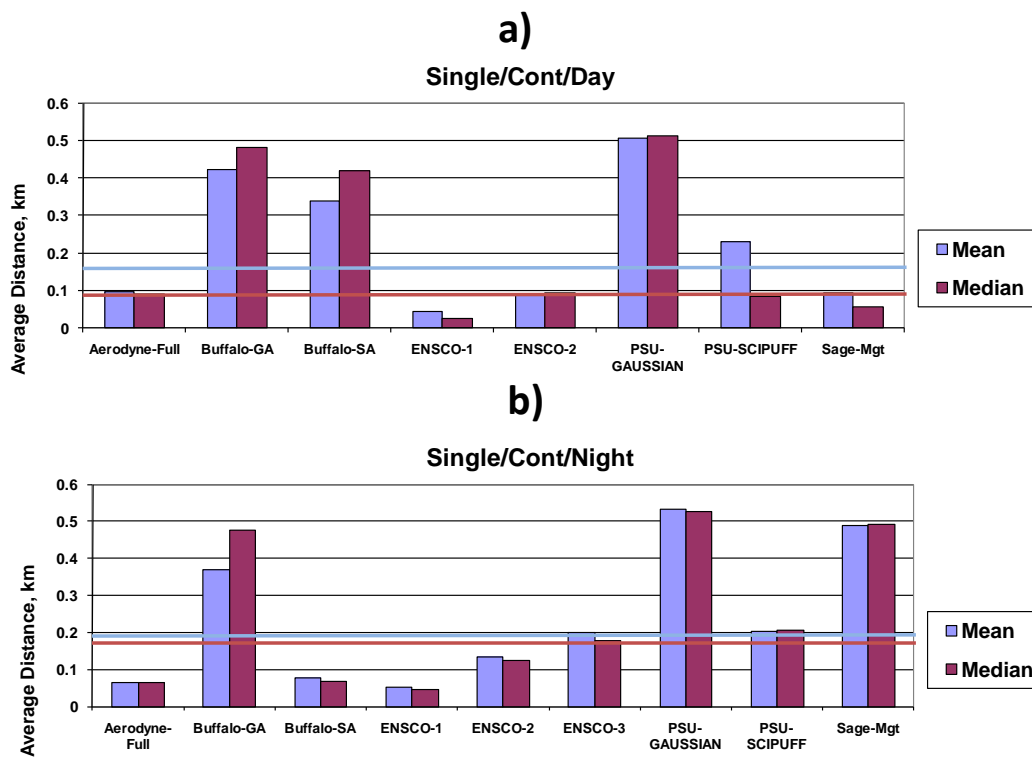 a)
Single/Cont/Day
Average Distance, km
0.6
0.5
0.4
0.3
0.2
0.1
0
Aerodyne-Full Buffalo-GA Buffalo-SA ENSCO-1 ENSCO-2 PSU- PSU-SCIPUFF Sage-Mgt
GAUSSIAN
Mean
Median
b)
Single/Cont/Night
Average Distance, km
0.6
0.5
0.4
0.3
0.2
0.1
0
Aerodyne- Buffalo-GA Buffalo-SA ENSCO-1 ENSCO-2 ENSCO-3 PSU- PSU- Sage-Mgt
Full GAUSSIAN SCIPUFF
Mean
Median